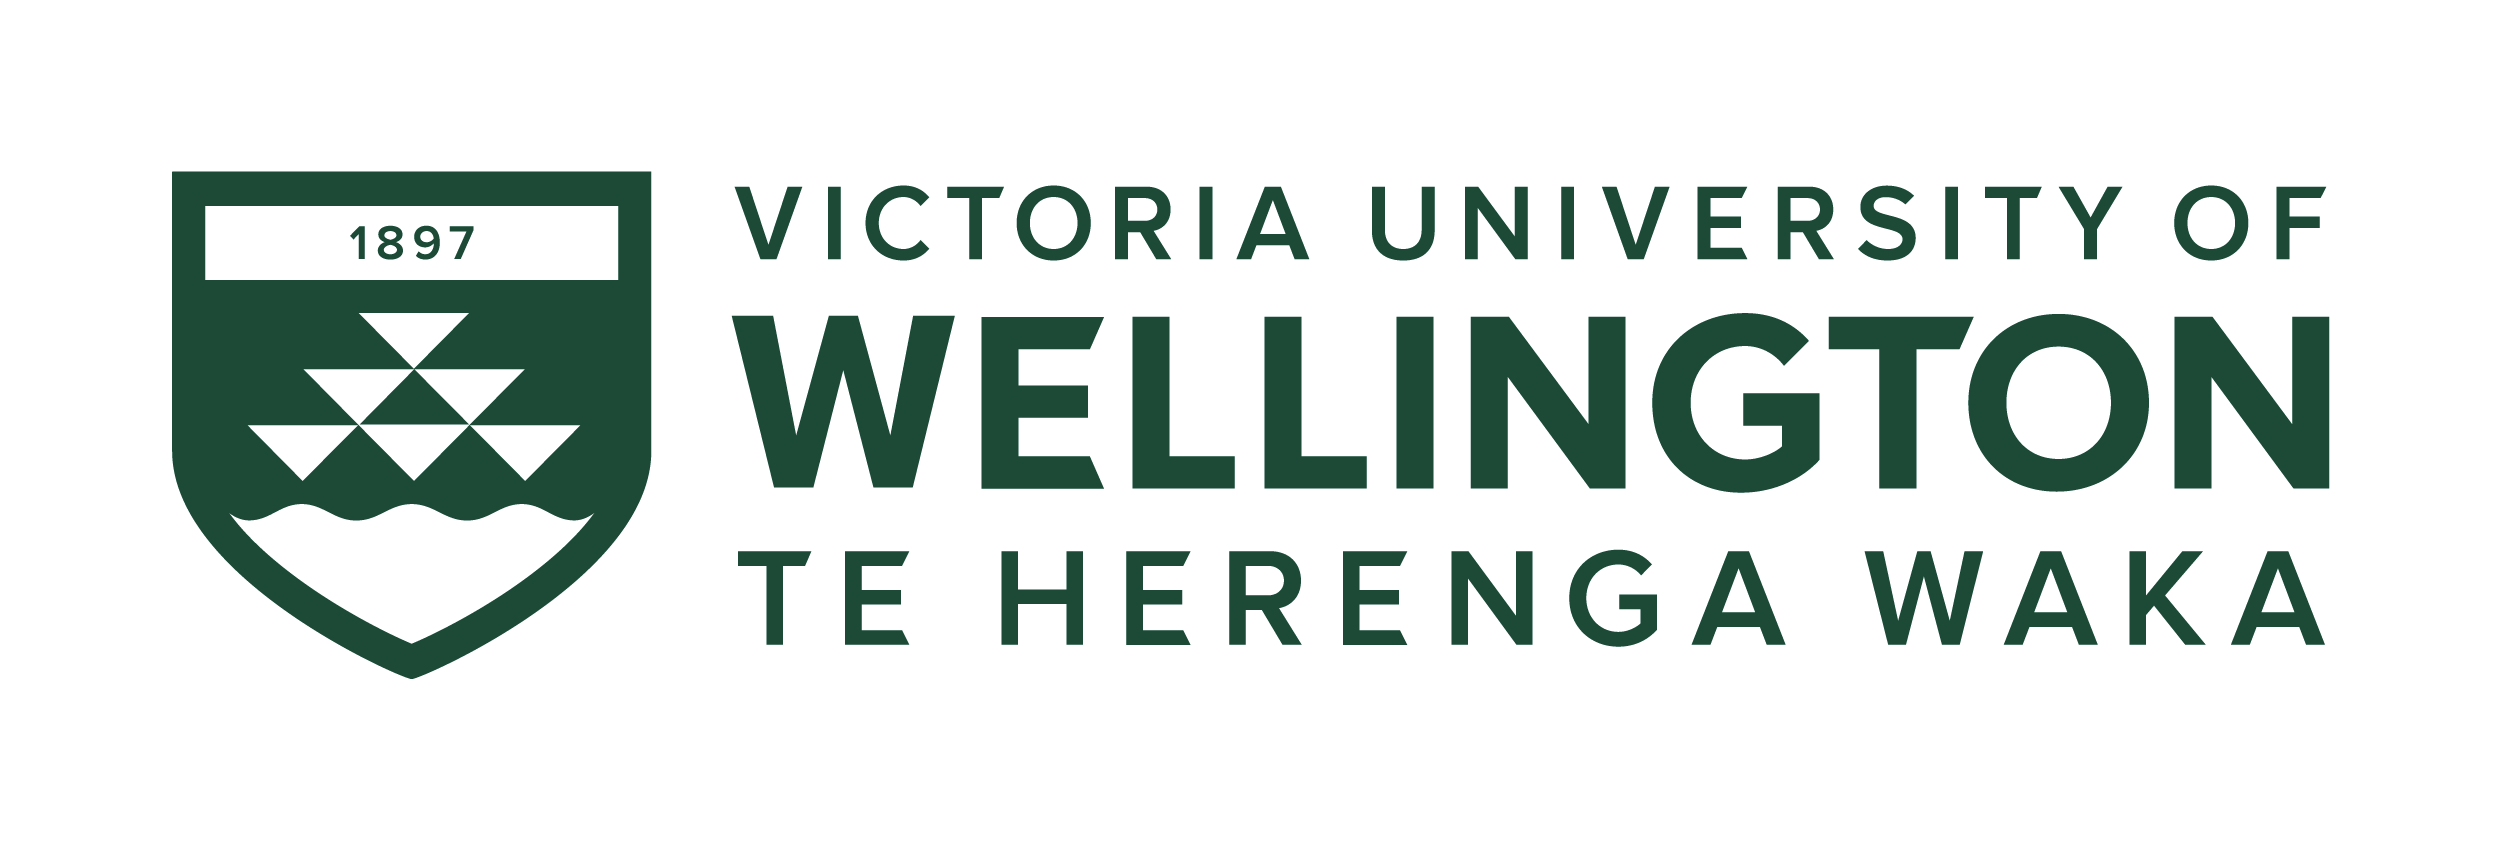 1897
VICTORIA UNIVERSITY OF
WELLINGTON
TE HERENGA WAKA